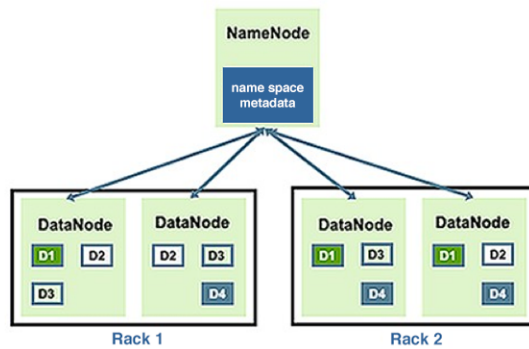 NameNode
name space
metadata
DataNode
D1 D2
D3
DataNode
D2 D3
D4
Rack 1
DataNode
D1 D3
D4
DataNode
D1 D2
D4
Rack 2